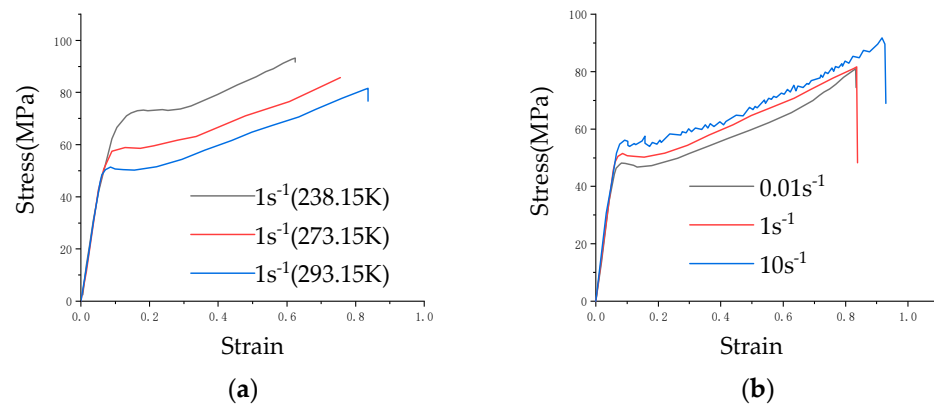 Stress(MPa)
100
80
60
40
20
0
1s⁻¹(238.15K)
1s⁻¹(273.15K)
1s⁻¹(293.15K)
0.0 0.2 0.4 0.6 0.8 1.0
Strain
(a)
Stress(MPa)
100
80
60
40
20
0
0.01s⁻¹
1s⁻¹
10s⁻¹
0.0 0.2 0.4 0.6 0.8 1.0
Strain
(b)